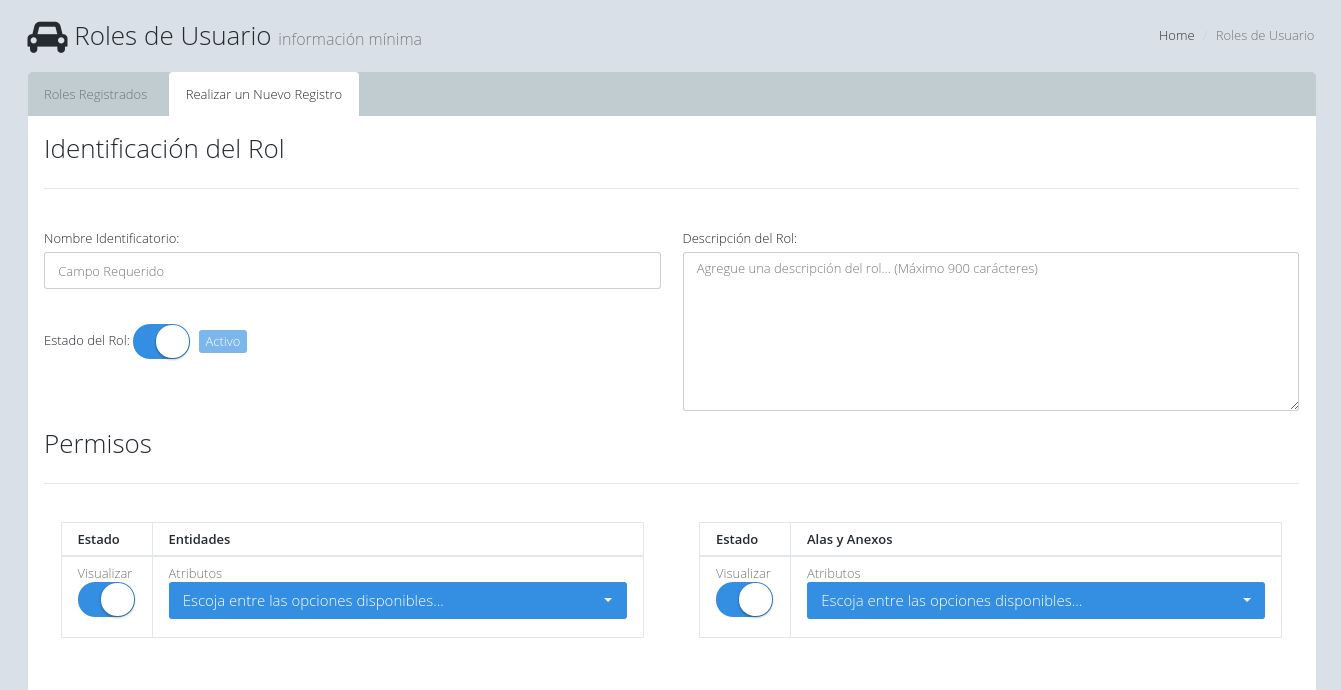 Roles de Usuario información mínima
Home / Roles de Usuario
Roles Registrados
Realizar un Nuevo Registro
Identificación del Rol
Nombre Identificatorio:
Campo Requerido
Descripción del Rol:
Agregue una descripción del rol... (Máximo 900 carácteres)
Estado del Rol:
Activo
Permisos
Estado
Entidades
Visualizar
Atributos
Escoja entre las opciones disponibles...
Estado
Alas y Anexos
Visualizar
Atributos
Escoja entre las opciones disponibles...